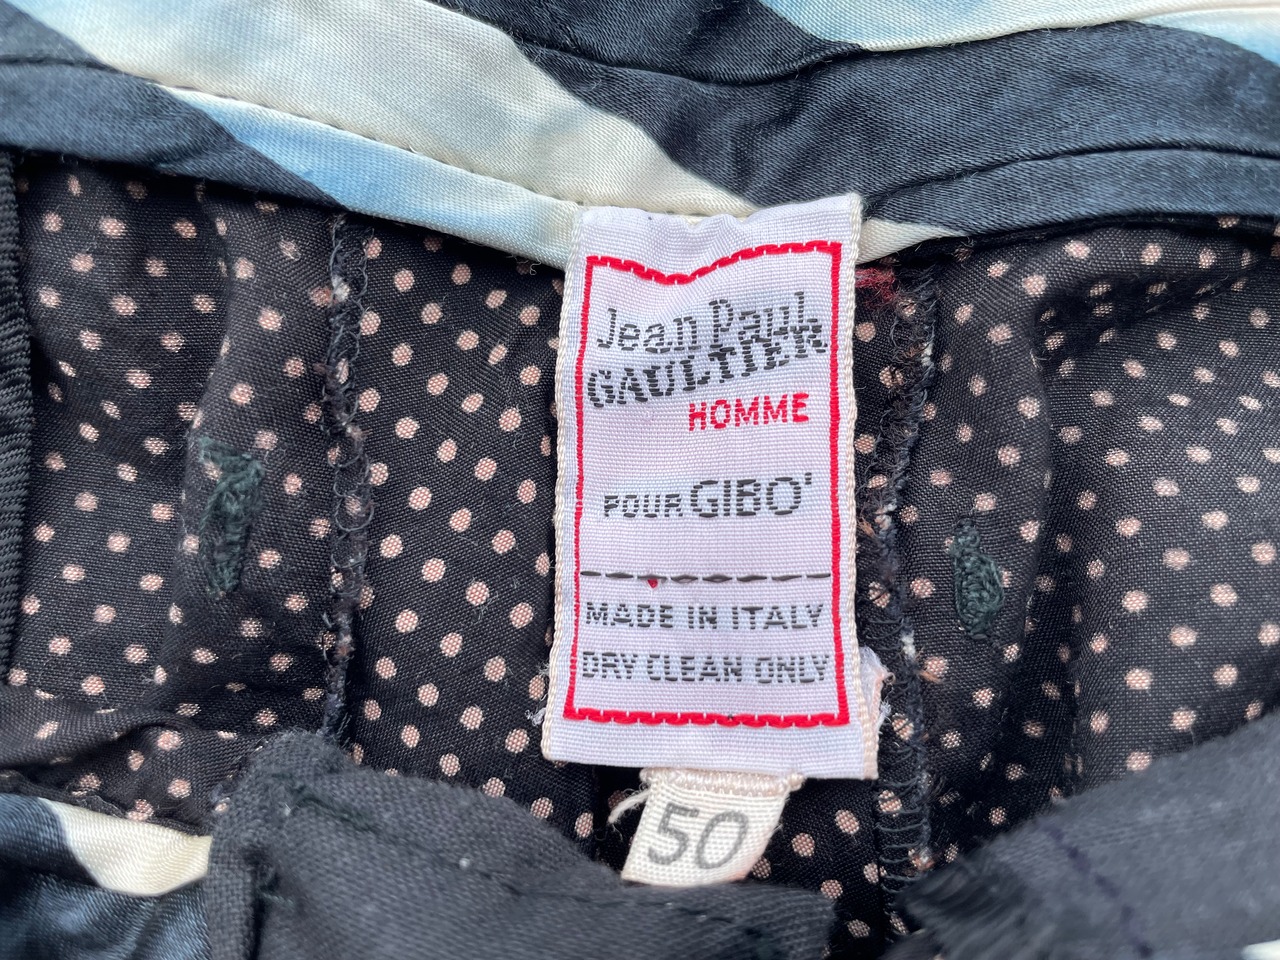 Jean Paul
GAULTIER
HOMME
POUR GIBO'
MADE IN ITALY
DRY CLEAN ONLY
50